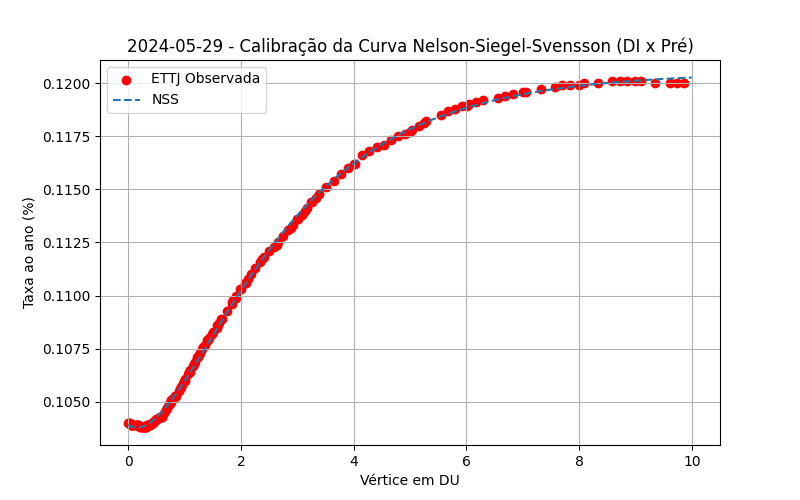 2024-05-29 - Calibração da Curva Nelson-Siegel-Svensson (DI x Pré)
ETTJ Observada
NSS
0.1200
0.1175
0.1150
0.1125
0.1100
0.1075
0.1050
Taxa ao ano (%)
0 2 4 6 8 10
Vértice em DU